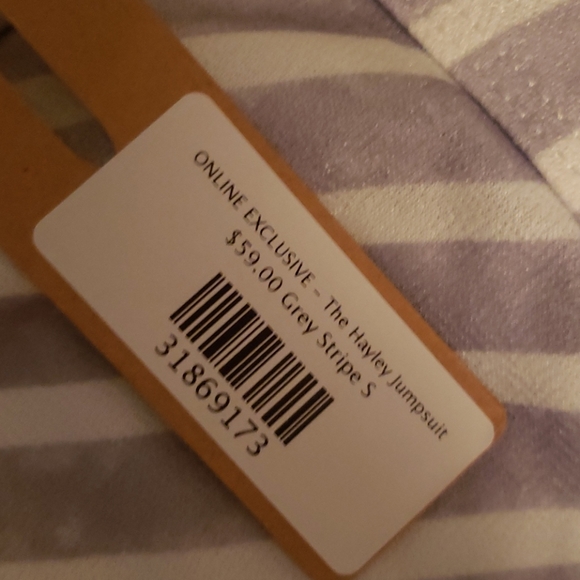 ONLINE EXCLUSIVE - The Hayley Jumpsuit
$59.00 Grey Stripe S
31869173